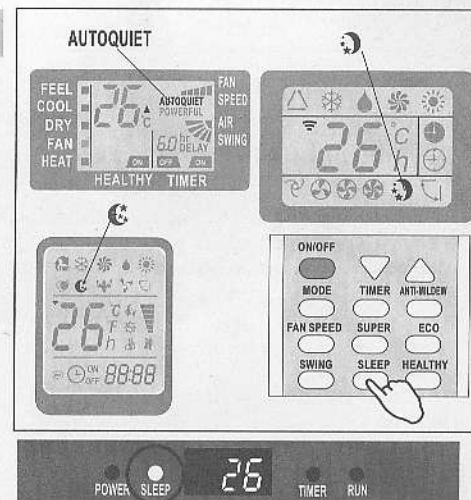 AUTOQUIET
FEEL
COOL
DRY
FAN
HEAT
26 °C
AUTOQUIET
POWERFUL
6.0 hr
DELAY
ON OFF ON
FAN
SPEED
AIR
SWING
HEALTHY TIMER
26 °C
h
26 °C
F
h
ON
OFF 88:88
ON/OFF
MODE TIMER ANTI-MILDEW
FAN SPEED SUPER ECO
SWING SLEEP HEALTHY
POWER SLEEP 26 TIMER RUN